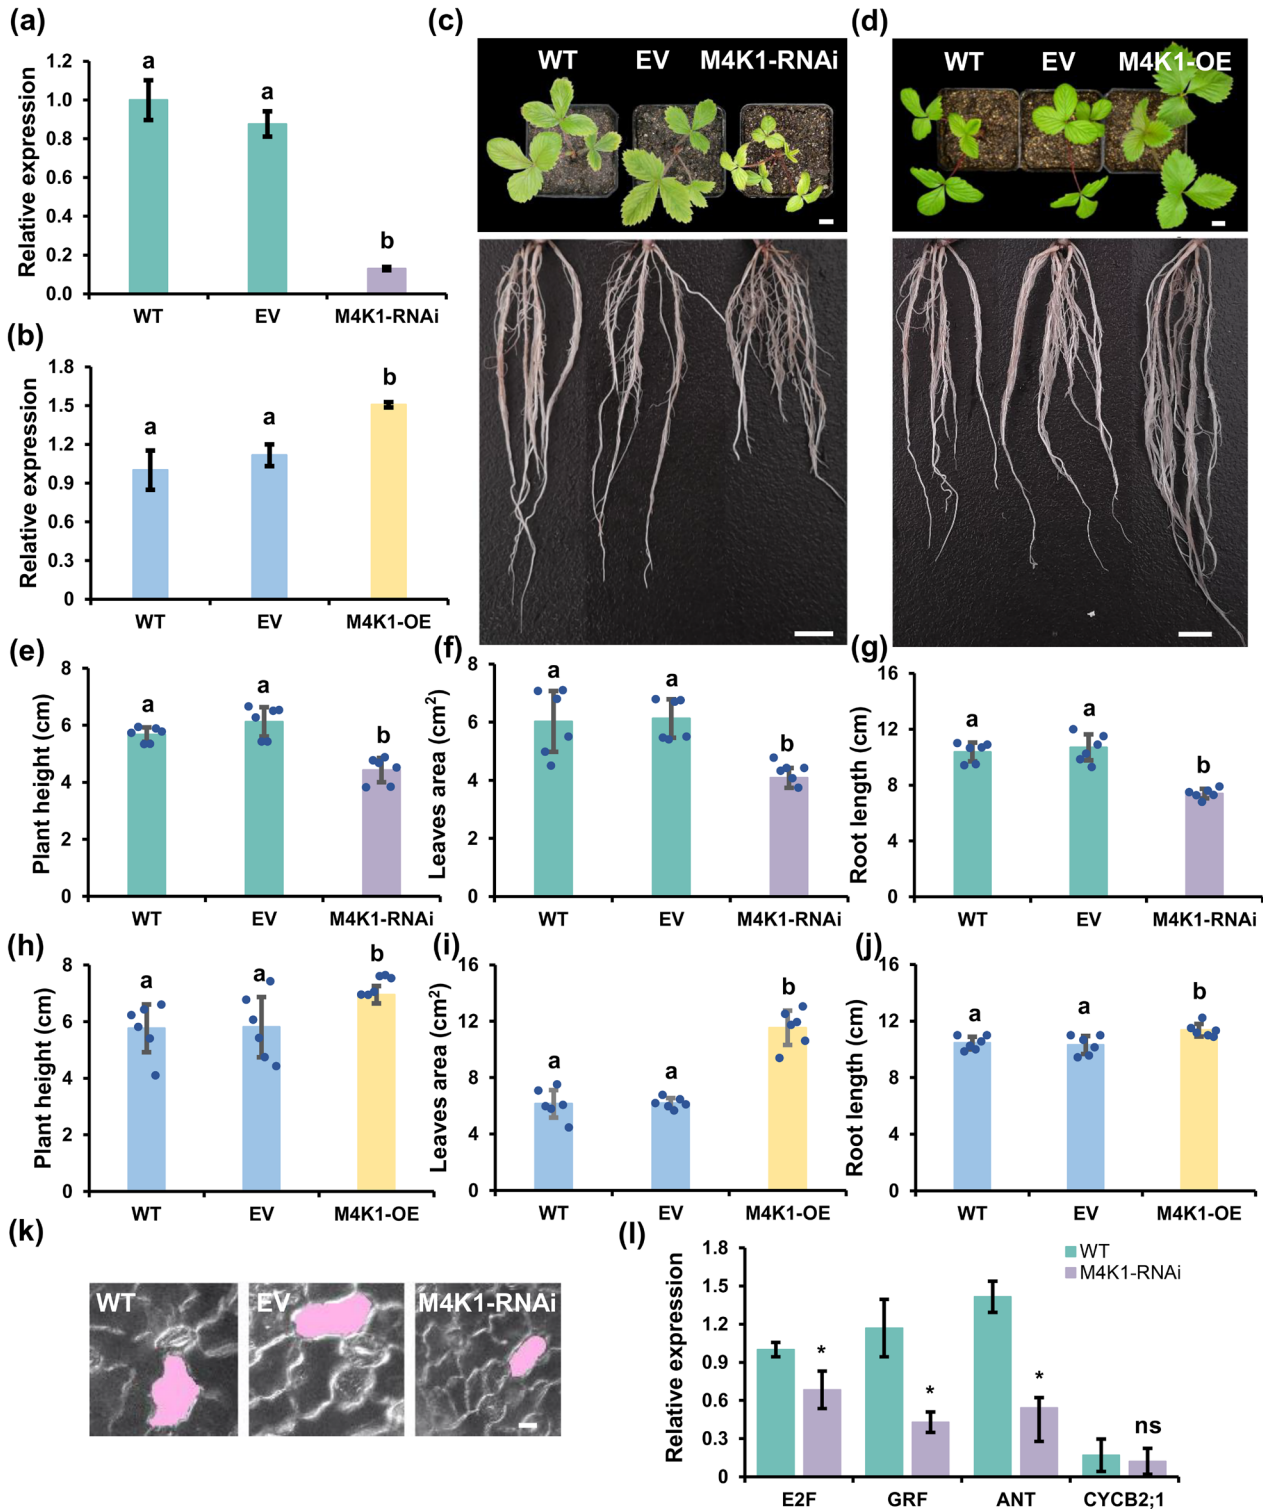 (a)
Relative expression
1.2
1.0
0.8
0.6
0.4
0.2
0.0
a
a
b
WT EV M4K1-RNAi
(b)
Relative expression
1.8
1.5
1.2
0.9
0.6
0.3
0
a
a
b
WT EV M4K1-OE
(c)
WT EV M4K1-RNAi
(d)
WT EV M4K1-OE
(e)
Plant height (cm)
8
6
4
2
0
a
a
b
WT EV M4K1-RNAi
(f)
Leaves area (cm²)
8
6
4
2
0
a
a
b
WT EV M4K1-RNAi
(g)
Root length (cm)
16
12
8
4
0
a
a
b
WT EV M4K1-RNAi
(h)
Plant height (cm)
8
6
4
2
0
a
a
b
WT EV M4K1-OE
(i)
Leaves area (cm²)
16
12
8
4
0
a
a
b
WT EV M4K1-OE
(j)
Root length (cm)
16
12
8
4
0
a
a
b
WT EV M4K1-OE
(k)
WT EV M4K1-RNAi
(l)
Relative expression
1.8
1.5
1.2
0.9
0.6
0.3
0
WT
M4K1-RNAi
*
*
*
ns
E2F GRF ANT CYCB2;1